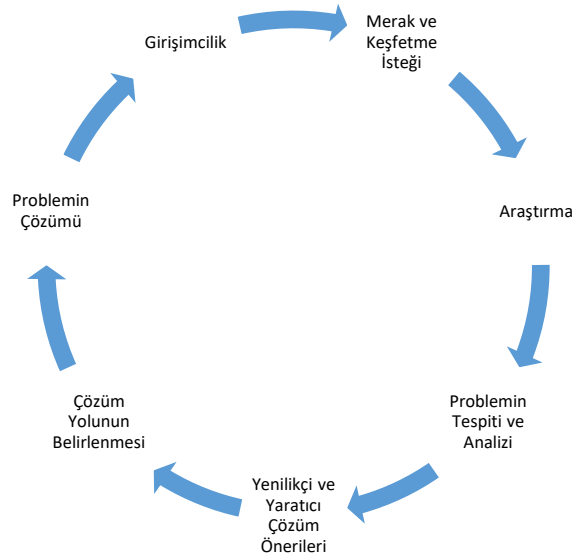 Girişimcilik
Merak ve
Keşfetme
İsteği
Araştırma
Problemin
Tespiti ve
Analizi
Yenilikçi ve
Yaratıcı
Çözüm
Önerileri
Çözüm
Yolunun
Belirlenmesi
Problemin
Çözümü